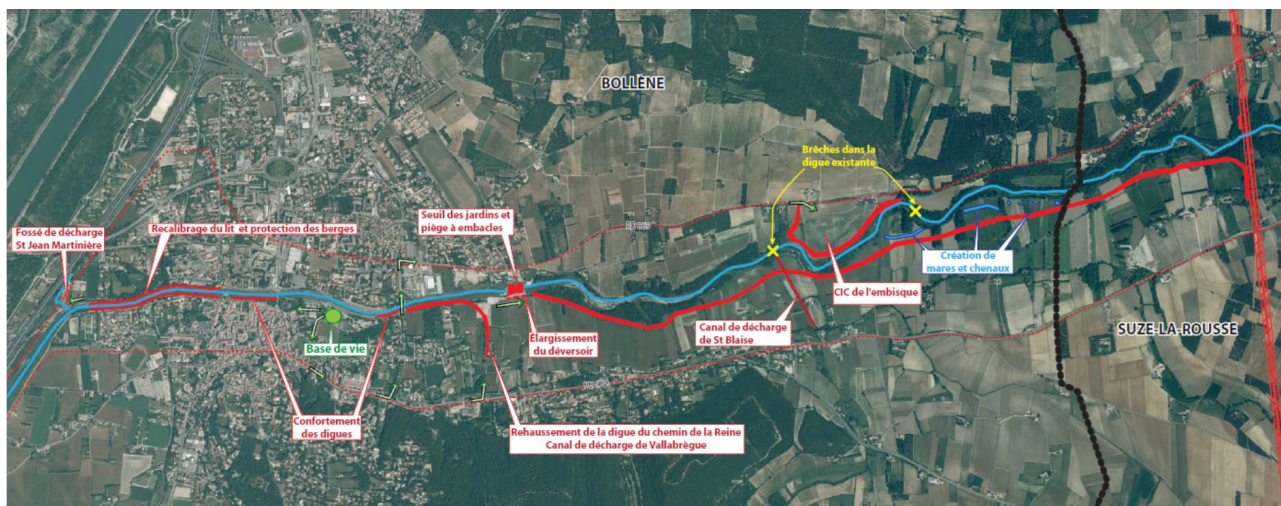 BOLLÈNE
Brêches dans la
digue existante
Seuil des jardins et
piège à embacles
Fossé de décharge
St Jean Martinière
Recalibrage du lit et protection des berges
Création de
mares et chenaux
CIC de l'embisque
SUZE-LA-ROUSSE
Canal de décharge
de St Blaise
Élargissement
du déversoir
Base de vie
Confortement
des digues
Rehaussement de la digue du chemin de la Reine
Canal de décharge de Vallabrègue